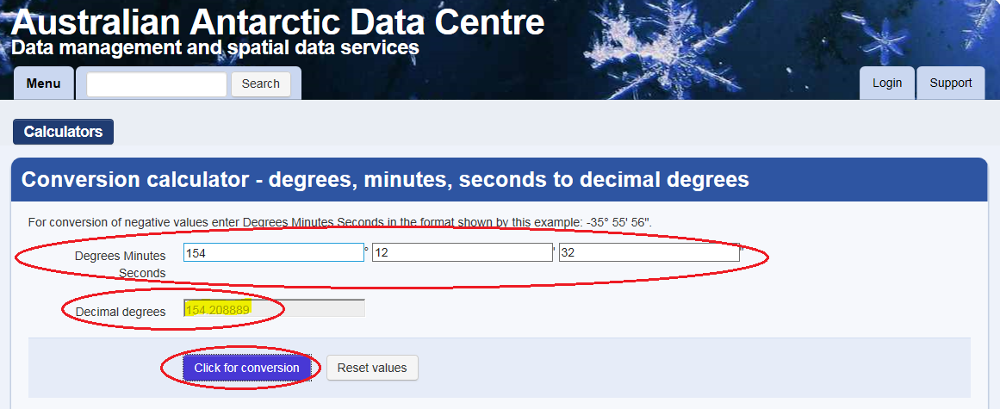 Australian Antarctic Data Centre
Data management and spatial data services
Menu Search Login Support
Calculators
Conversion calculator - degrees, minutes, seconds to decimal degrees
For conversion of negative values enter Degrees Minutes Seconds in the format shown by this example: -35° 55' 56".
Degrees Minutes Seconds 154 ° 12 ' 32 "
Decimal degrees 154.208889
Click for conversion Reset values